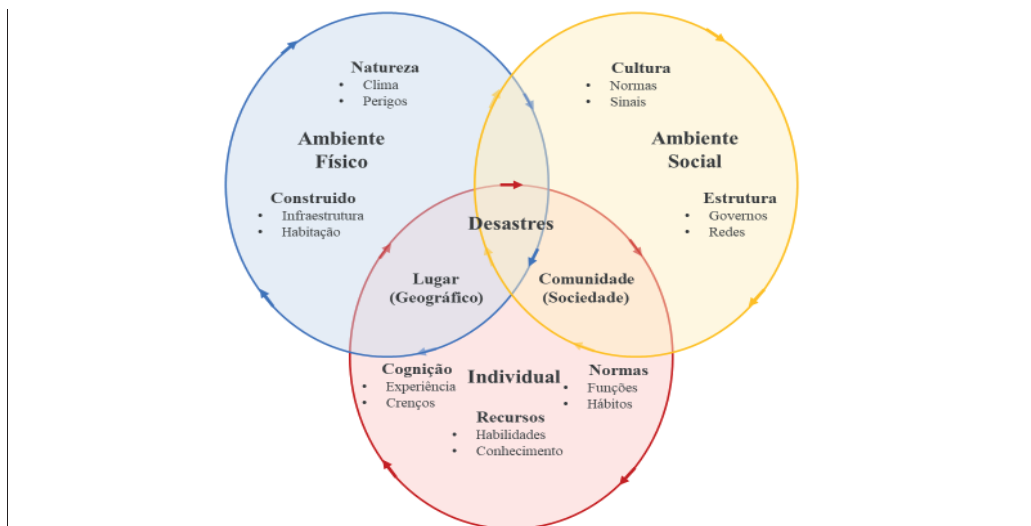 Natureza
• Clima
• Perigos
Ambiente
Físico
Construido
• Infraestrutura
• Habitação
Cultura
• Normas
• Sinais
Ambiente
Social
Estrutura
• Governos
• Redes
Desastres
Lugar
(Geográfico)
Comunidade
(Sociedade)
Cognição
• Experiência
• Crenços
Individual
Normas
• Funções
• Hábitos
Recursos
• Habilidades
• Conhecimento